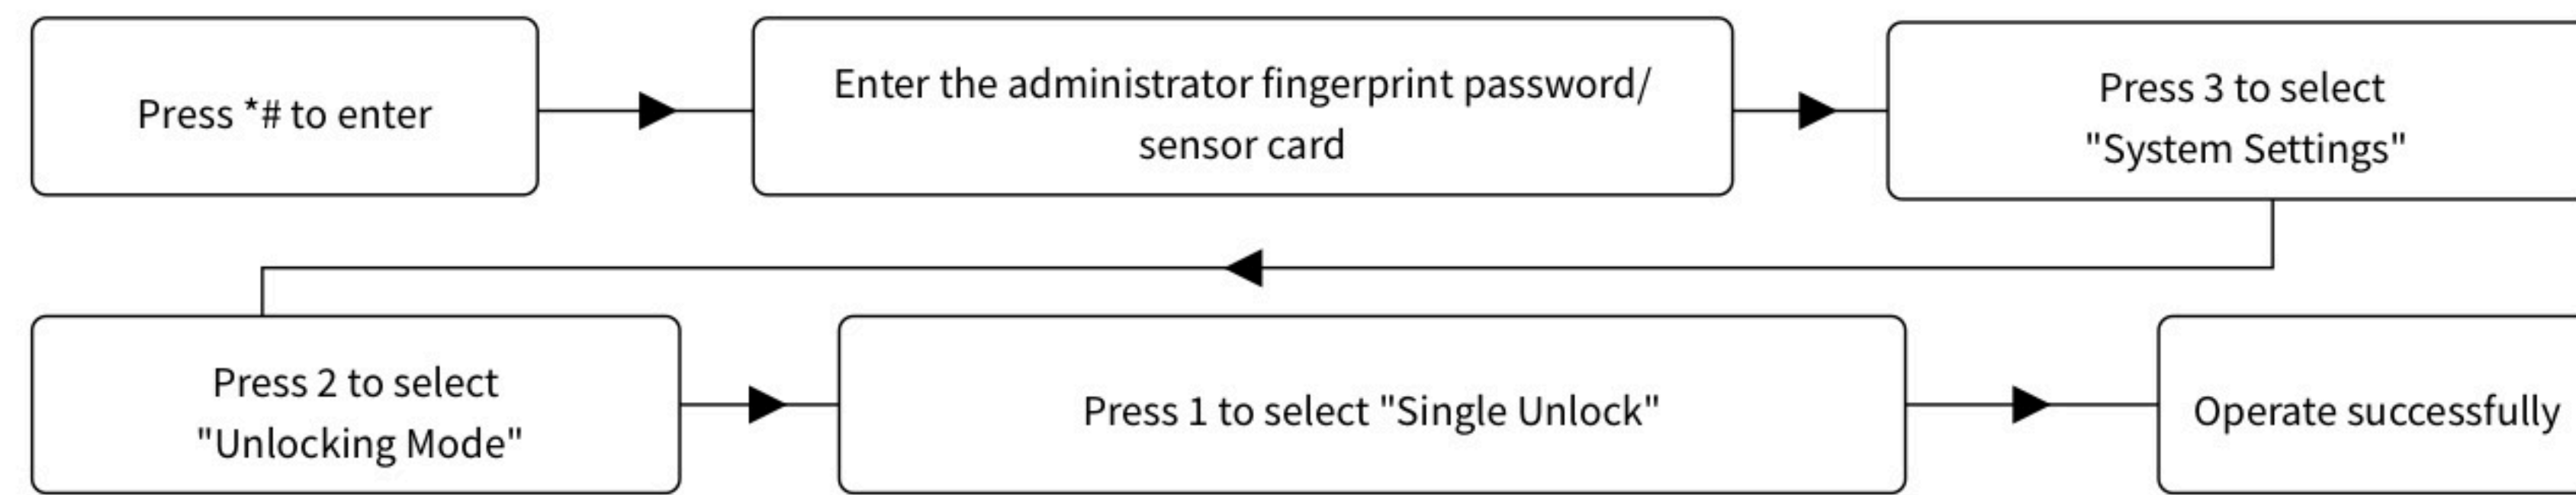 Press *# to enter
Enter the administrator fingerprint password/
sensor card
Press 3 to select
"System Settings"
Press 2 to select
"Unlocking Mode"
Press 1 to select "Single Unlock"
Operate successfully